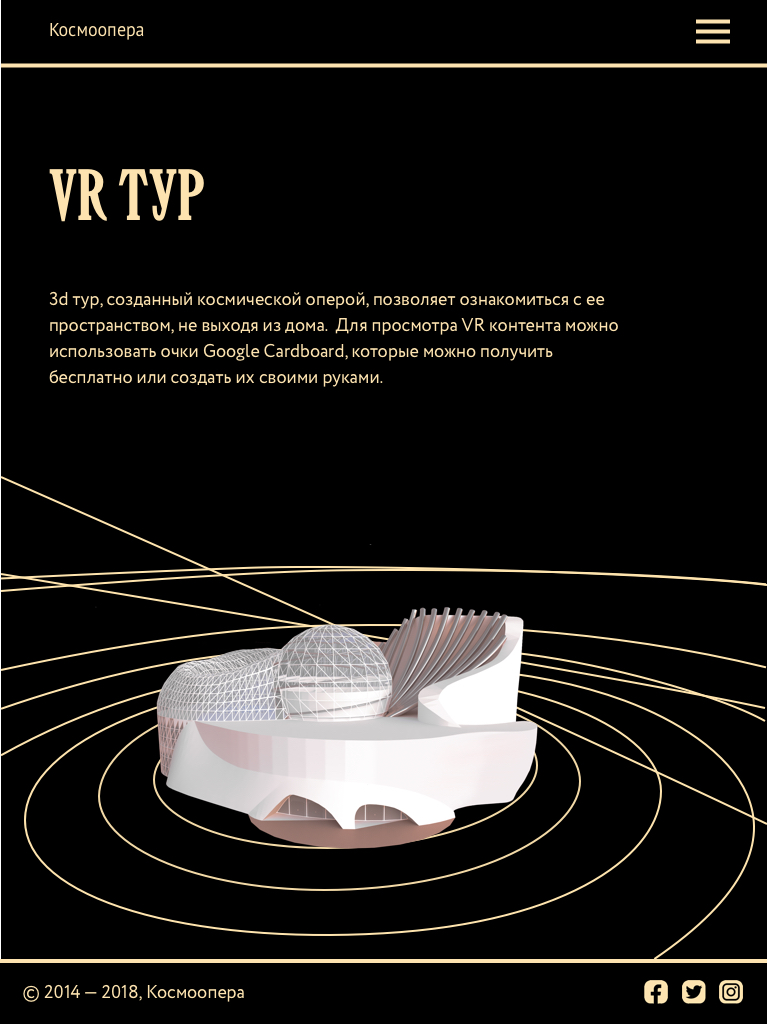 Космоопера
VR ТУР
3d тур, созданный космической оперой, позволяет ознакомиться с ее
пространством, не выходя из дома.  Для просмотра VR контента можно
использовать очки Google Cardboard, которые можно получить
бесплатно или создать их своими руками.
© 2014 — 2018, Космоопера